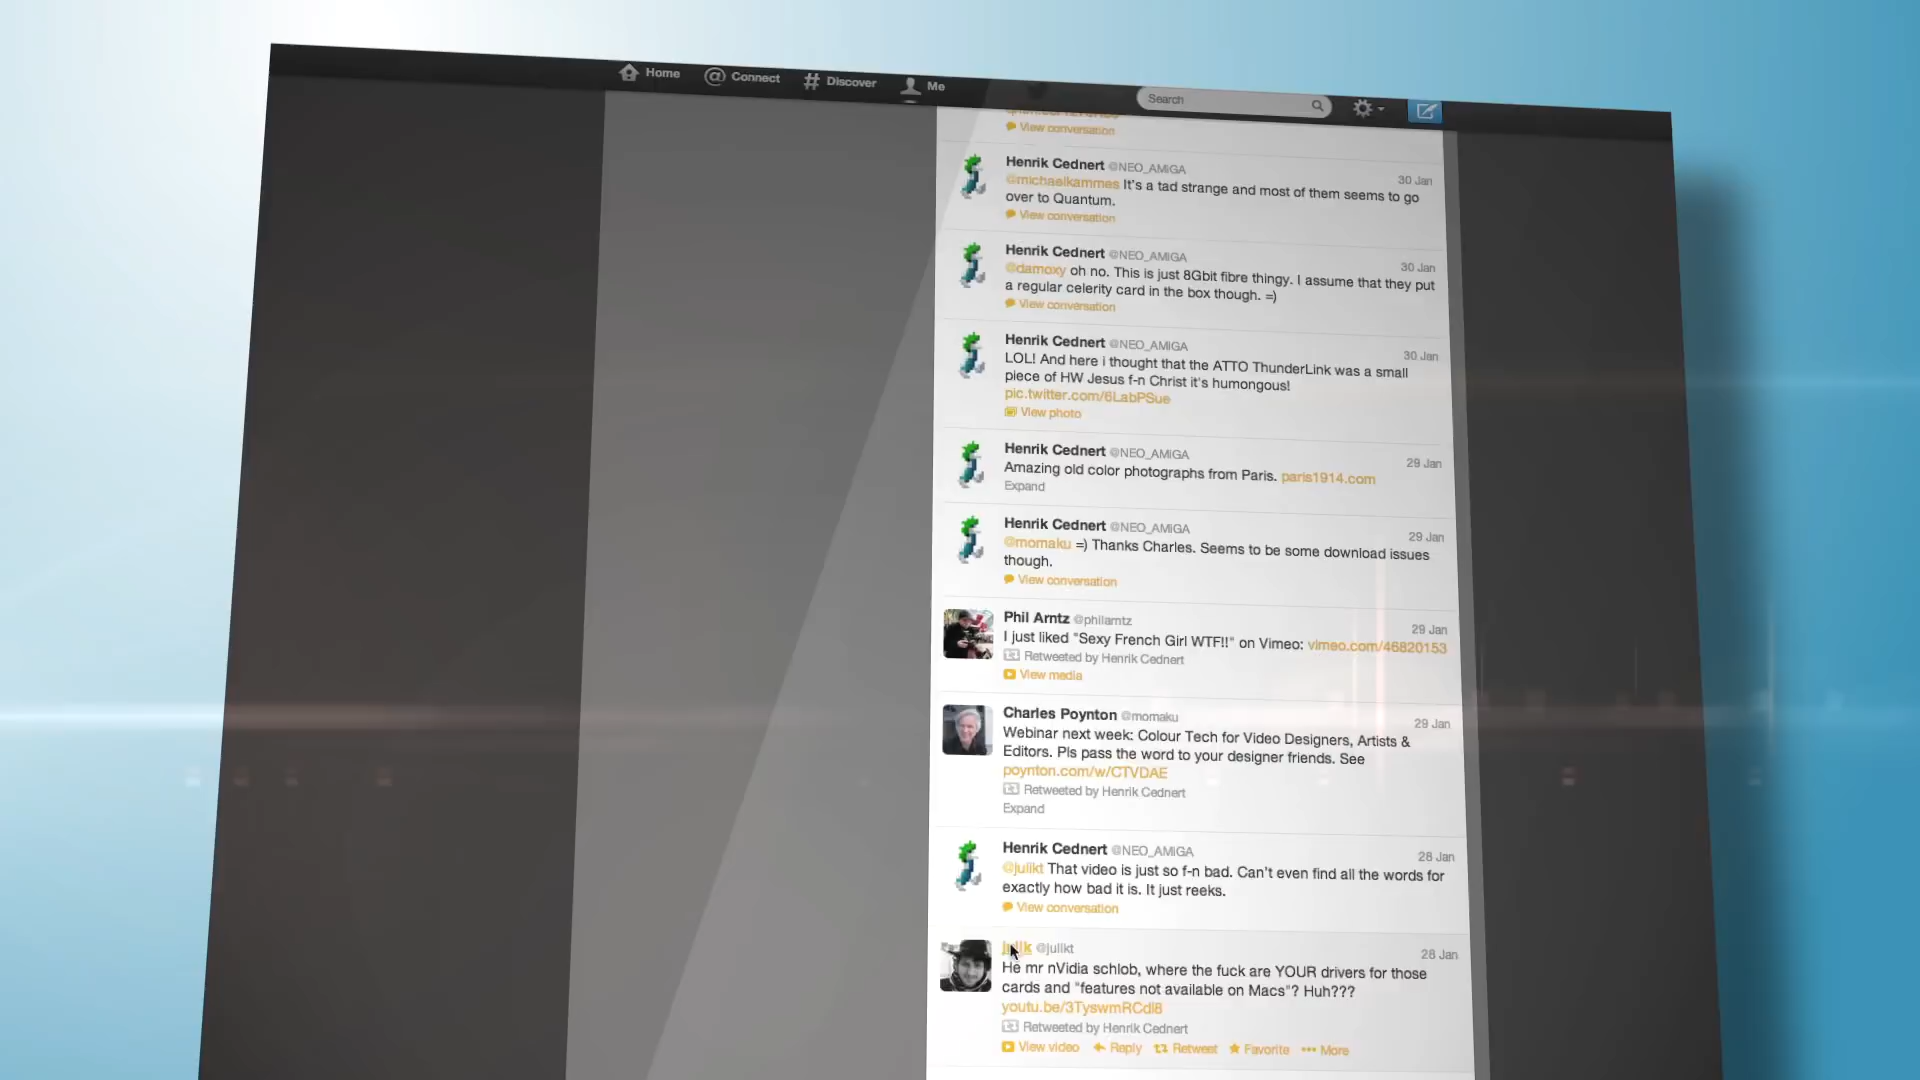 Home Connect Discover Me Search
View conversation
Henrik Cednert @NEO_AMiGA 30 Jan
@michaelkammes It's a tad strange and most of them seems to go
over to Quantum.
View conversation
Henrik Cednert @NEO_AMiGA 30 Jan
@damoxy oh no. This is just 8Gbit fibre thingy. I assume that they put
a regular celerity card in the box though. =)
View conversation
Henrik Cednert @NEO_AMiGA 30 Jan
LOL! And here i thought that the ATTO ThunderLink was a small
piece of HW Jesus f-n Christ it's humongous!
pic.twitter.com/6LabPSue
View photo
Henrik Cednert @NEO_AMiGA 29 Jan
Amazing old color photographs from Paris. paris1914.com
Expand
Henrik Cednert @NEO_AMiGA 29 Jan
@momaku =) Thanks Charles. Seems to be some download issues
though.
View conversation
Phil Arntz @philarntz 29 Jan
I just liked "Sexy French Girl WTF!!" on Vimeo: vimeo.com/46820153
Retweeted by Henrik Cednert
View media
Charles Poynton @momaku 29 Jan
Webinar next week: Colour Tech for Video Designers, Artists &
Editors. Pls pass the word to your designer friends. See
poynton.com/w/CTVDAE
Retweeted by Henrik Cednert
Expand
Henrik Cednert @NEO_AMiGA 28 Jan
@julikt That video is just so f-n bad. Can't even find all the words for
exactly how bad it is. It just reeks.
View conversation
julik @julikt 28 Jan
He mr nVidia schlob, where the fuck are YOUR drivers for those
cards and "features not available on Macs"? Huh???
youtu.be/3TyswmRCdl8
Retweeted by Henrik Cednert
View video Reply Retweet Favorite More